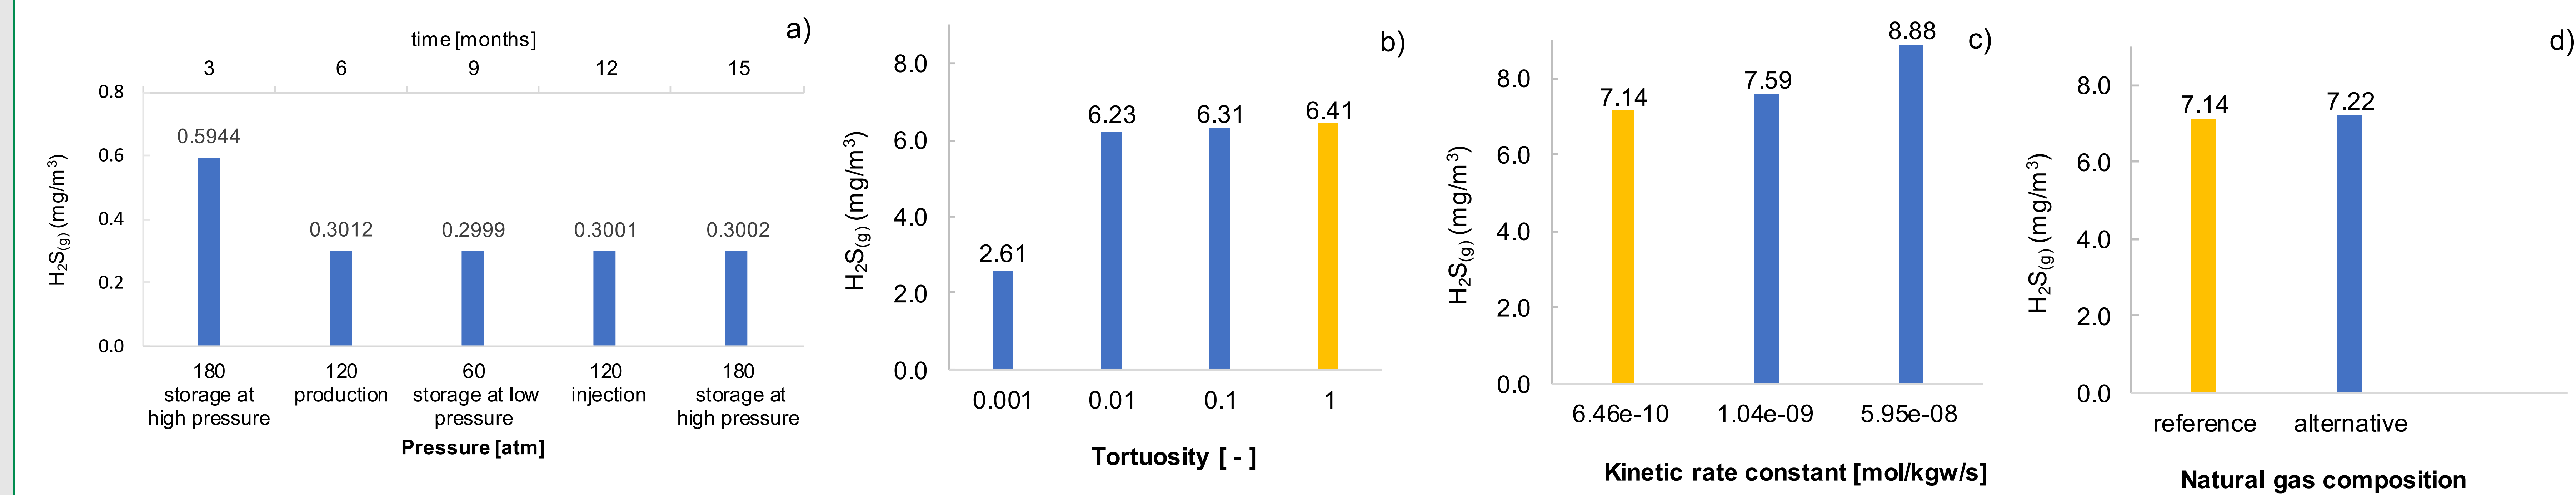 a)
time [months]
3 6 9 12 15
H₂S₍g₎ (mg/m³)
0.8
0.6
0.4
0.2
0.0
0.5944
0.3012
0.2999
0.3001
0.3002
180 120 60 120 180
storage at production storage at low injection storage at
high pressure pressure high pressure
Pressure [atm]
b)
H₂S₍g₎ (mg/m³)
8.0
6.0
4.0
2.0
0.0
2.61
6.23
6.31
6.41
0.001 0.01 0.1 1
Tortuosity [ - ]
c)
H₂S₍g₎ (mg/m³)
8.0
6.0
4.0
2.0
0.0
7.14
7.59
8.88
6.46e-10 1.04e-09 5.95e-08
Kinetic rate constant [mol/kgw/s]
d)
H₂S₍g₎ (mg/m³)
8.0
6.0
4.0
2.0
0.0
7.14
7.22
reference alternative
Natural gas composition